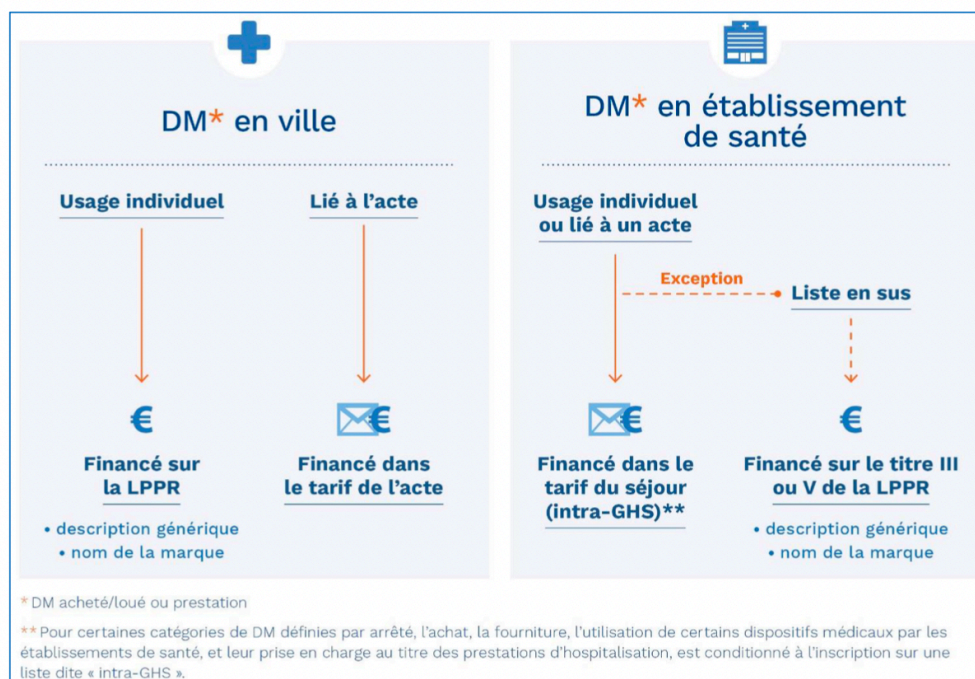 DM* en ville
Usage individuel
Lié à l'acte
€
€
Financé sur
la LPPR
• description générique
• nom de la marque
Financé dans
le tarif de l'acte
DM* en établissement
de santé
Usage individuel
ou lié à un acte
Exception
Liste en sus
€
€
Financé dans le
tarif du séjour
(intra-GHS)**
Financé sur le titre III
ou V de la LPPR
• description générique
• nom de la marque
* DM acheté/loué ou prestation
** Pour certaines catégories de DM définies par arrêté, l'achat, la fourniture, l'utilisation de certains dispositifs médicaux par les
établissements de santé, et leur prise en charge au titre des prestations d'hospitalisation, est conditionné à l'inscription sur une
liste dite « intra-GHS ».